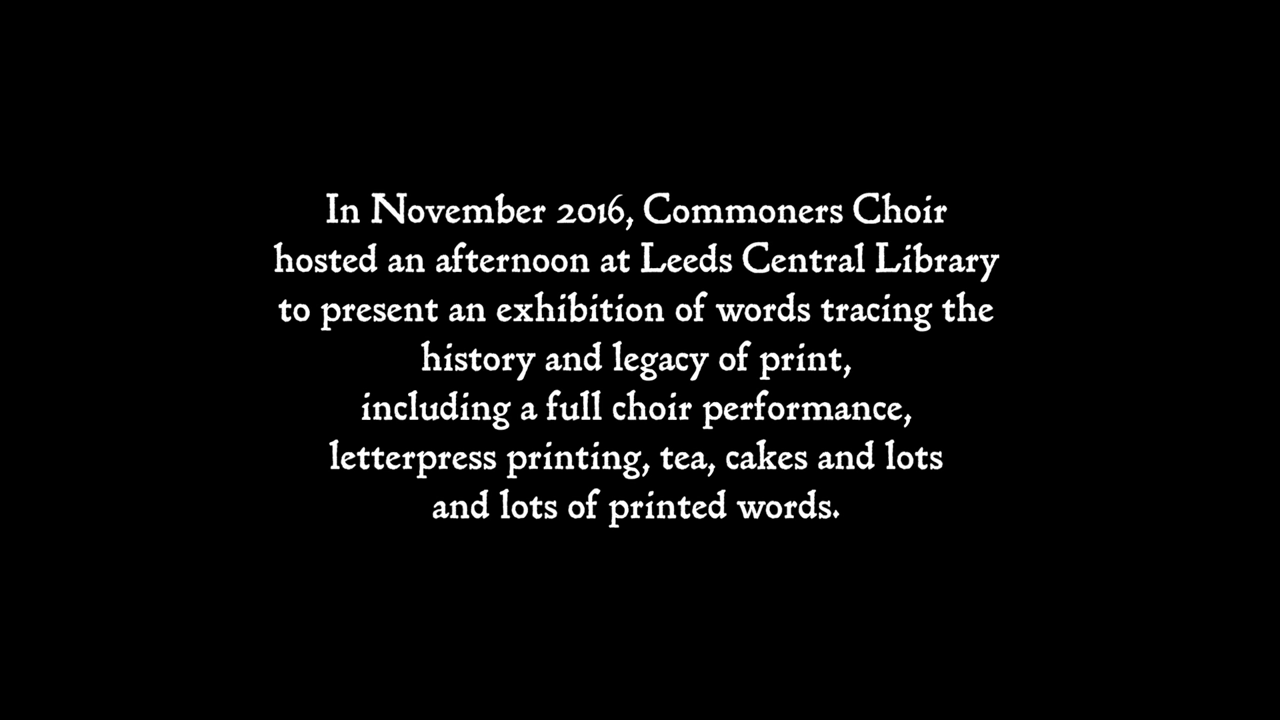 In November 2016, Commoners Choir
hosted an afternoon at Leeds Central Library
to present an exhibition of words tracing the
history and legacy of print,
including a full choir performance,
letterpress printing, tea, cakes and lots
and lots of printed words.